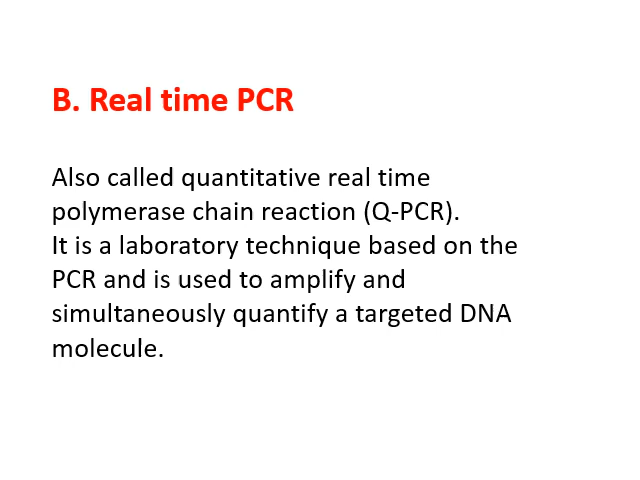 B. Real time PCR
Also called quantitative real time
polymerase chain reaction (Q-PCR).
It is a laboratory technique based on the
PCR and is used to amplify and
simultaneously quantify a targeted DNA
molecule.